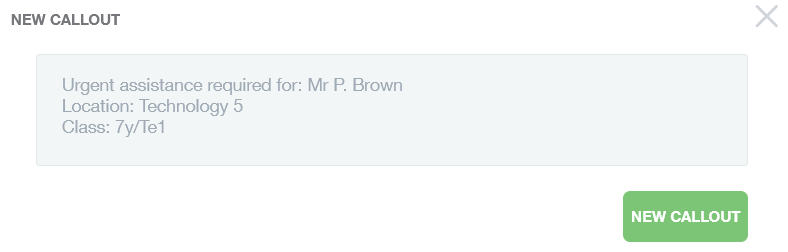 NEW CALLOUT
Urgent assistance required for: Mr P. Brown
Location: Technology 5
Class: 7y/Te1
NEW CALLOUT